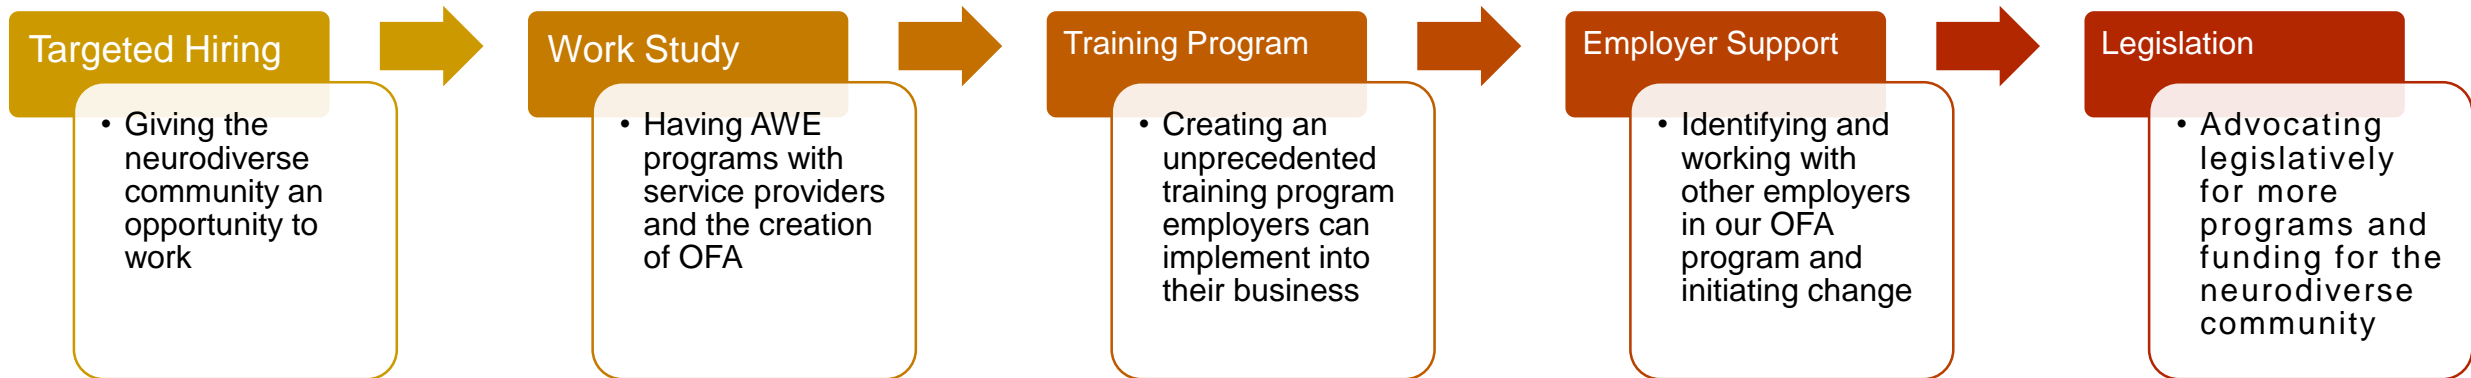 Targeted Hiring
• Giving the
neurodiverse
community an
opportunity to
work
Work Study
• Having AWE
programs with
service providers
and the creation
of OFA
Training Program
• Creating an
unprecedented
training program
employers can
implement into
their business
Employer Support
• Identifying and
working with
other employers
in our OFA
program and
initiating change
Legislation
• Advocating
legislatively
for more
programs and
funding for the
neurodiverse
community